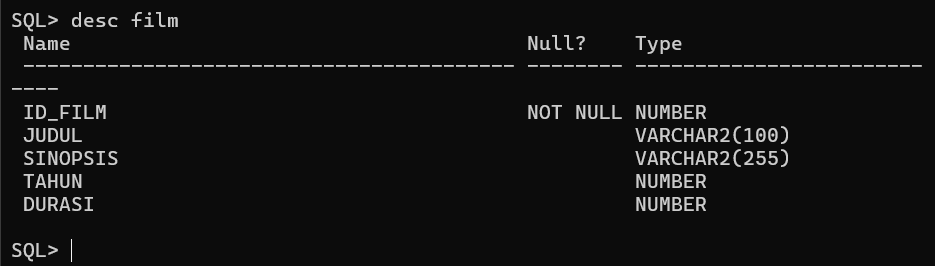 SQL> desc film
Name Null? Type
----------------------------------------- -------- ------------------------
----
ID_FILM NOT NULL NUMBER
JUDUL VARCHAR2(100)
SINOPSIS VARCHAR2(255)
TAHUN NUMBER
DURASI NUMBER
SQL>